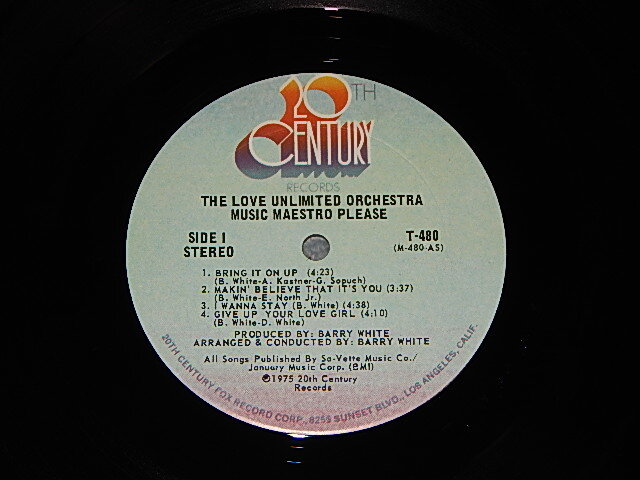 20TH
CENTURY
RECORDS
THE LOVE UNLIMITED ORCHESTRA
MUSIC MAESTRO PLEASE
SIDE 1 T-480
STEREO (M-480-AS)
1. BRING IT ON UP (4:23)
(B. White-A. Kastner-G. Sopuch)
2. MAKIN' BELIEVE THAT IT'S YOU (3:37)
(B. White-E. North Jr.)
3. I WANNA STAY (B. White) (4:38)
4. GIVE UP YOUR LOVE GIRL (4:10)
(B. White-D. White)
PRODUCED BY: BARRY WHITE
ARRANGED & CONDUCTED BY: BARRY WHITE
All Songs Published By Sa-Vette Music Co./
January Music Corp. (BMI)
℗1975 20th Century
Records
20TH CENTURY FOX RECORD CORP., 8255 SUNSET BLVD., LOS ANGELES, CALIF.